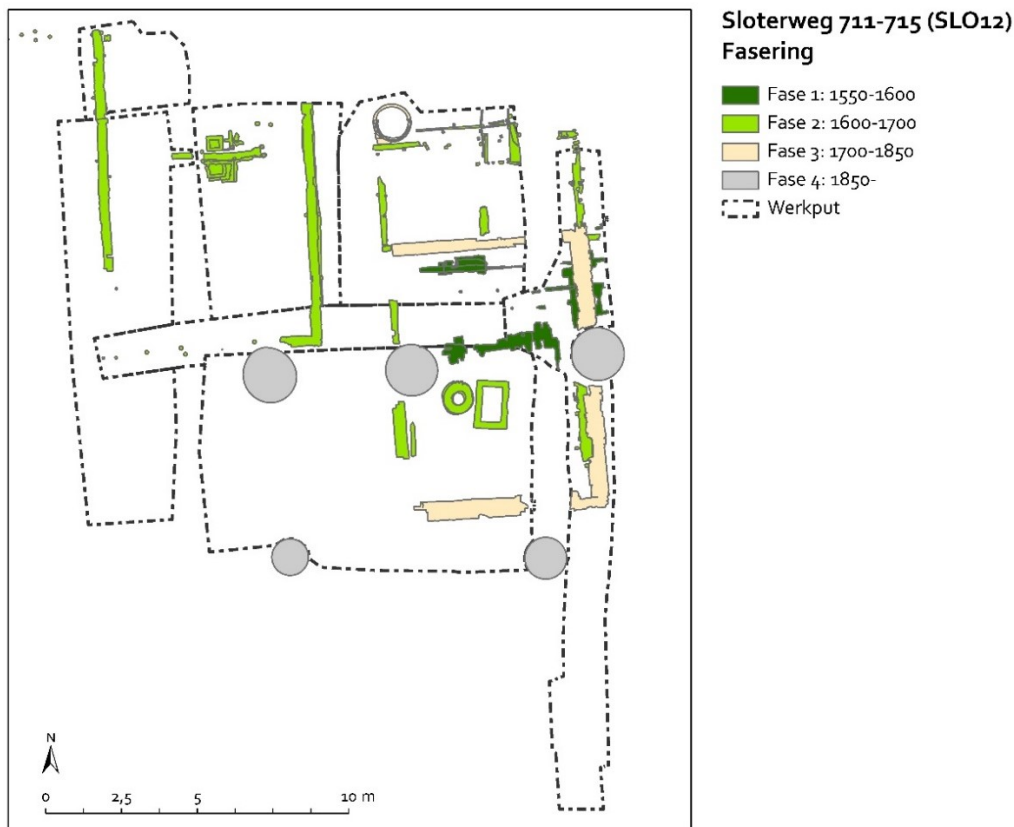 Sloterweg 711-715 (SLO12)
Fasering
Fase 1: 1550-1600
Fase 2: 1600-1700
Fase 3: 1700-1850
Fase 4: 1850-
Werkput
N
0 2,5 5 10 m